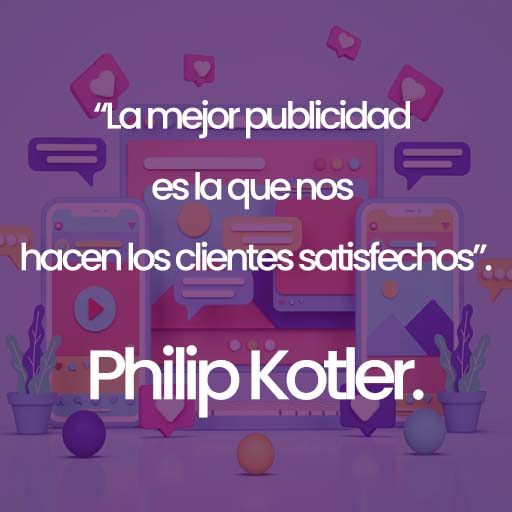 “La mejor publicidad
es la que nos
hacen los clientes satisfechos”.
Philip Kotler.